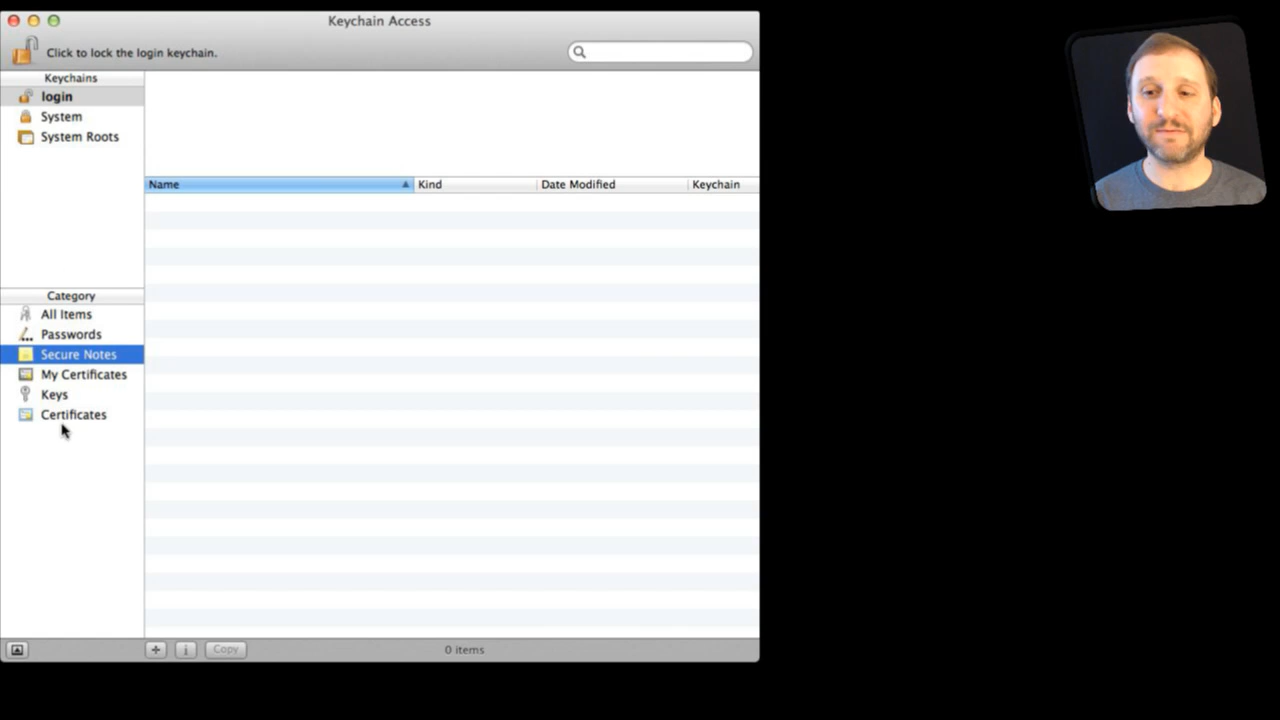 Keychain Access
Click to lock the login keychain.
Keychains
login
System
System Roots
Name Kind Date Modified Keychain
Category
All Items
Passwords
Secure Notes
My Certificates
Keys
Certificates
Copy 0 items